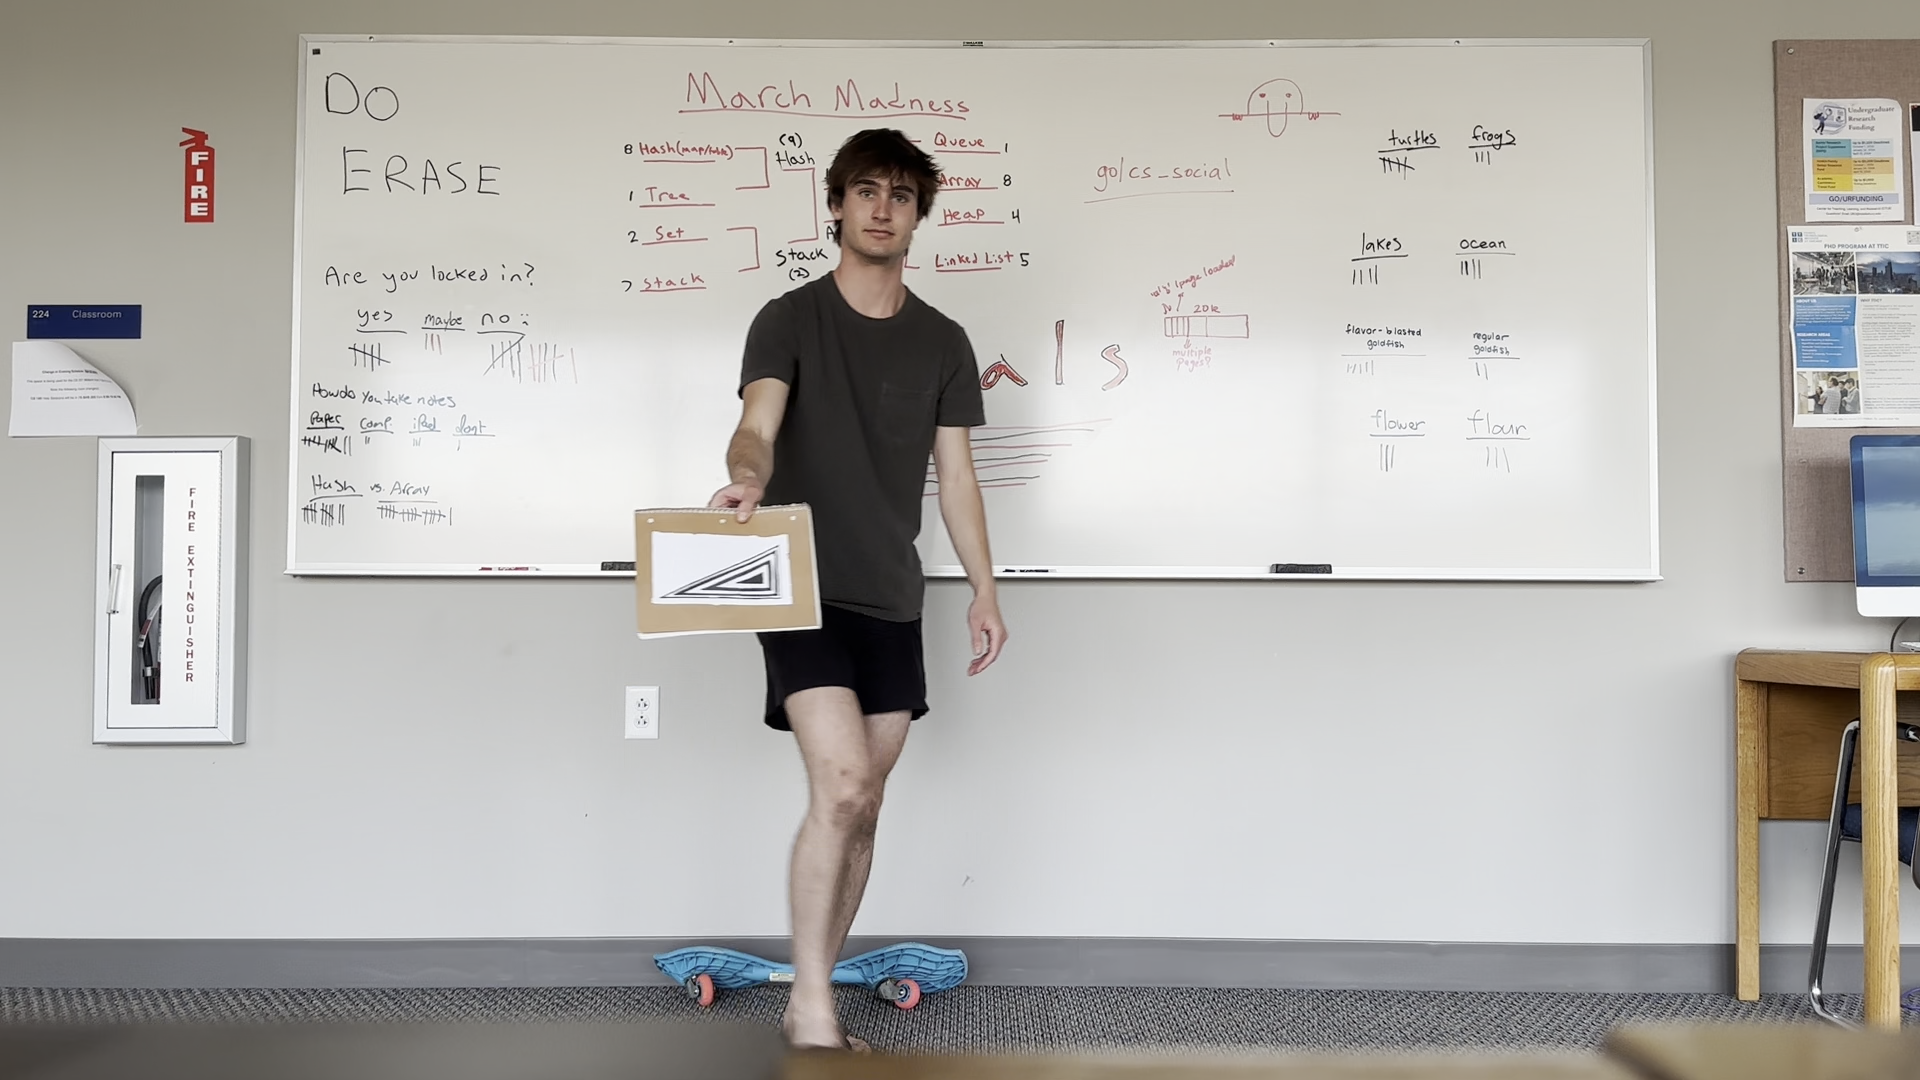 DO
ERASE
Are you locked in?
yes maybe no :
How do you take notes
Paper comp. iPad dont
Hash vs. Array
March Madness
8 Hash(map/table)
1 Tree
2 Set
7 Stack
(9)
Hash
Stack
(2)
Queue 1
Array 8
Heap 4
Linked List 5
a l s
go/cs_social
20k
multiple
pages?
turtles frogs
lakes ocean
flavor-blasted
goldfish
regular
goldfish
flower flour
FIRE
224 Classroom
FIRE EXTINGUISHER
Undergraduate
Research
Funding
GO/URFUNDING
PHD PROGRAM AT TTIC